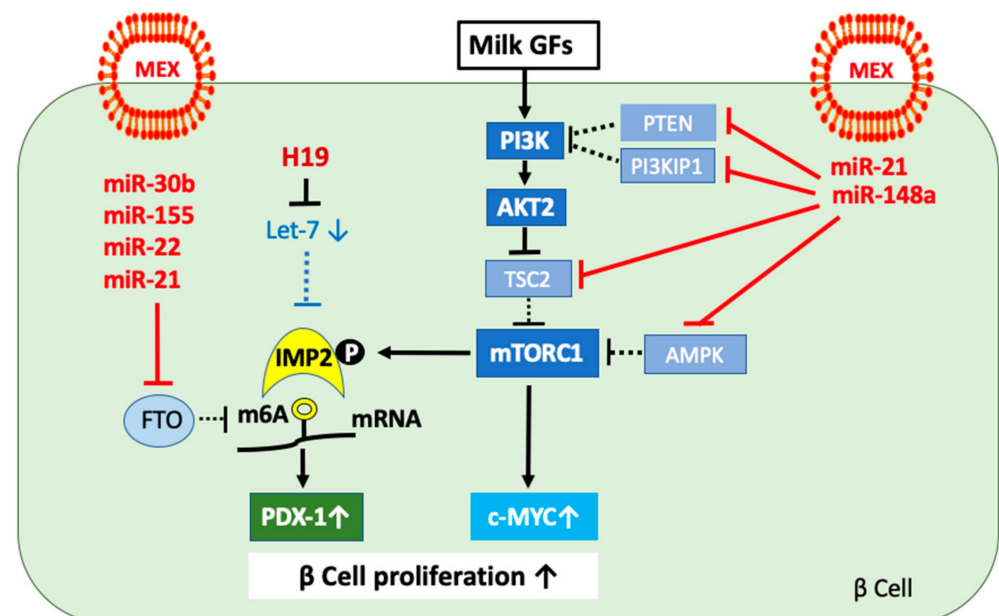 Milk GFs
MEX
MEX
PI3K
PTEN
PI3KIP1
H19
miR-30b
miR-155
miR-22
miR-21
miR-21
miR-148a
AKT2
Let-7 ↓
TSC2
IMP2
P
mTORC1
AMPK
FTO
m6A
mRNA
PDX-1↑
c-MYC↑
β Cell proliferation ↑
β Cell